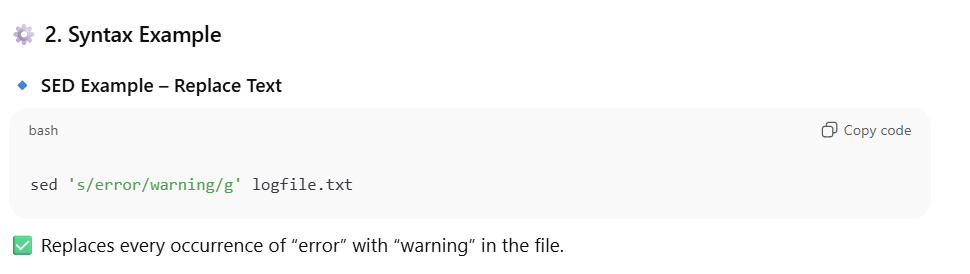 ⚙️ 2. Syntax Example
🔹 SED Example – Replace Text
bash Copy code
sed 's/error/warning/g' logfile.txt
✅ Replaces every occurrence of “error” with “warning” in the file.